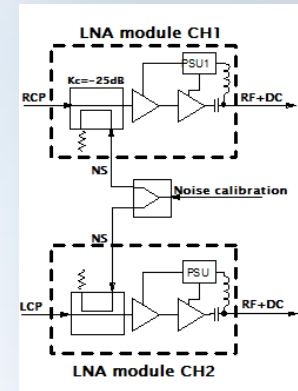 LNA module CH1
Kc=-25dB
PSU1
RCP
RF+DC
NS
Noise calibration
NS
PSU
LCP
RF+DC
LNA module CH2